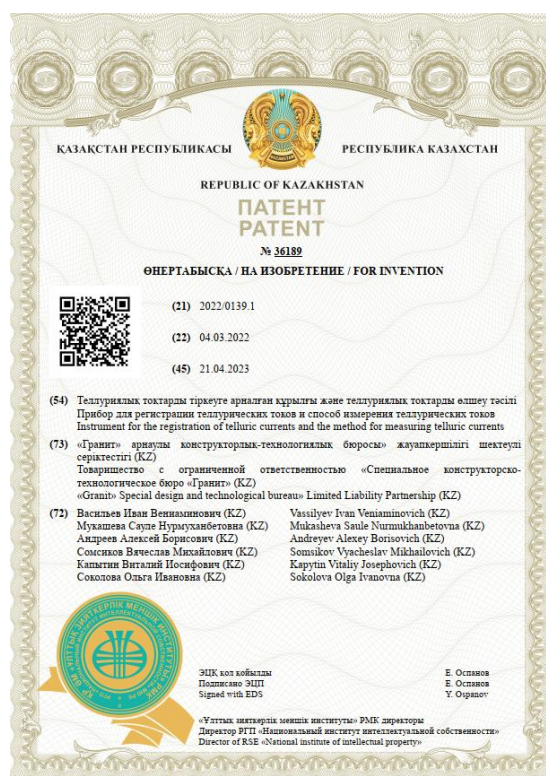 ҚАЗАҚСТАН РЕСПУБЛИКАСЫ
РЕСПУБЛИКА КАЗАХСТАН
REPUBLIC OF KAZAKHSTAN
ПАТЕНТ
PATENT
№ 36189
ӨНЕРТАБЫСҚА / НА ИЗОБРЕТЕНИЕ / FOR INVENTION
(21) 2022/0139.1
(22) 04.03.2022
(45) 21.04.2023
(54) Теллуриялық тоқтарды тіркеуге арналған құрылғы және теллуриялық тоқтарды өлшеу тәсілі
Прибор для регистрации теллурических токов и способ измерения теллурических токов
Instrument for the registration of telluric currents and the method for measuring telluric currents
(73) «Гранит» арнаулы конструкторлық-технологиялық бюросы» жауапкершілігі шектеулі
серіктестігі (KZ)
Товарищество с ограниченной ответственностью «Специальное конструкторско-
технологическое бюро «Гранит» (KZ)
«Granit» Special design and technological bureau» Limited Liability Partnership (KZ)
(72) Васильев Иван Вениаминович (KZ) Vassilyev Ivan Veniaminovich (KZ)
Мукашева Сауле Нурмуханбетовна (KZ) Mukasheva Saule Nurmukhanbetovna (KZ)
Андреев Алексей Борисович (KZ) Andreyev Alexey Borisovich (KZ)
Сомсиков Вячеслав Михайлович (KZ) Somsikov Vyacheslav Mikhailovich (KZ)
Капытин Виталий Иосифович (KZ) Kapytin Vitaliy Josephovich (KZ)
Соколова Ольга Ивановна (KZ) Sokolova Olga Ivanovna (KZ)
ЭЦҚ қол қойылды Е. Оспанов
Подписано ЭЦП Е. Оспанов
Signed with EDS Y. Ospanov
«Ұлттық зияткерлік меншік институты» РМК директоры
Директор РГП «Национальный институт интеллектуальной собственности»
Director of RSE «National institute of intellectual property»